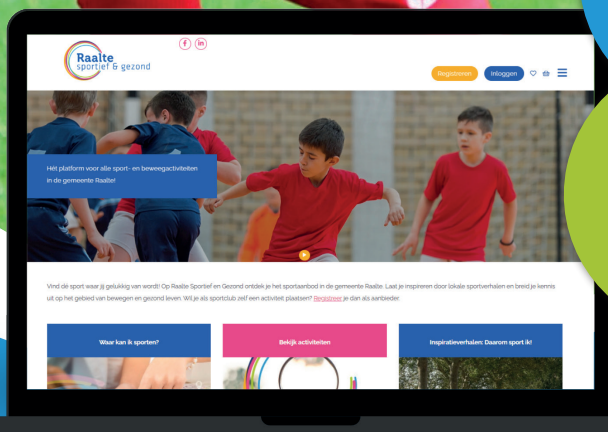 Raalte
sportief & gezond
Registreren
Inloggen
Hét platform voor alle sport- en beweegactiviteiten
in de gemeente Raalte!
Vind dé sport waar jij gelukkig van wordt! Op Raalte Sportief en Gezond ontdek je het sportaanbod in de gemeente Raalte. Laat je inspireren door lokale sportverhalen en breid je kennis
uit op het gebied van bewegen en gezond leven. Wil je als sportclub zelf een activiteit plaatsen? Registreer je dan als aanbieder.
Waar kan ik sporten?
Bekijk activiteiten
Inspiratieverhalen: Daarom sport ik!